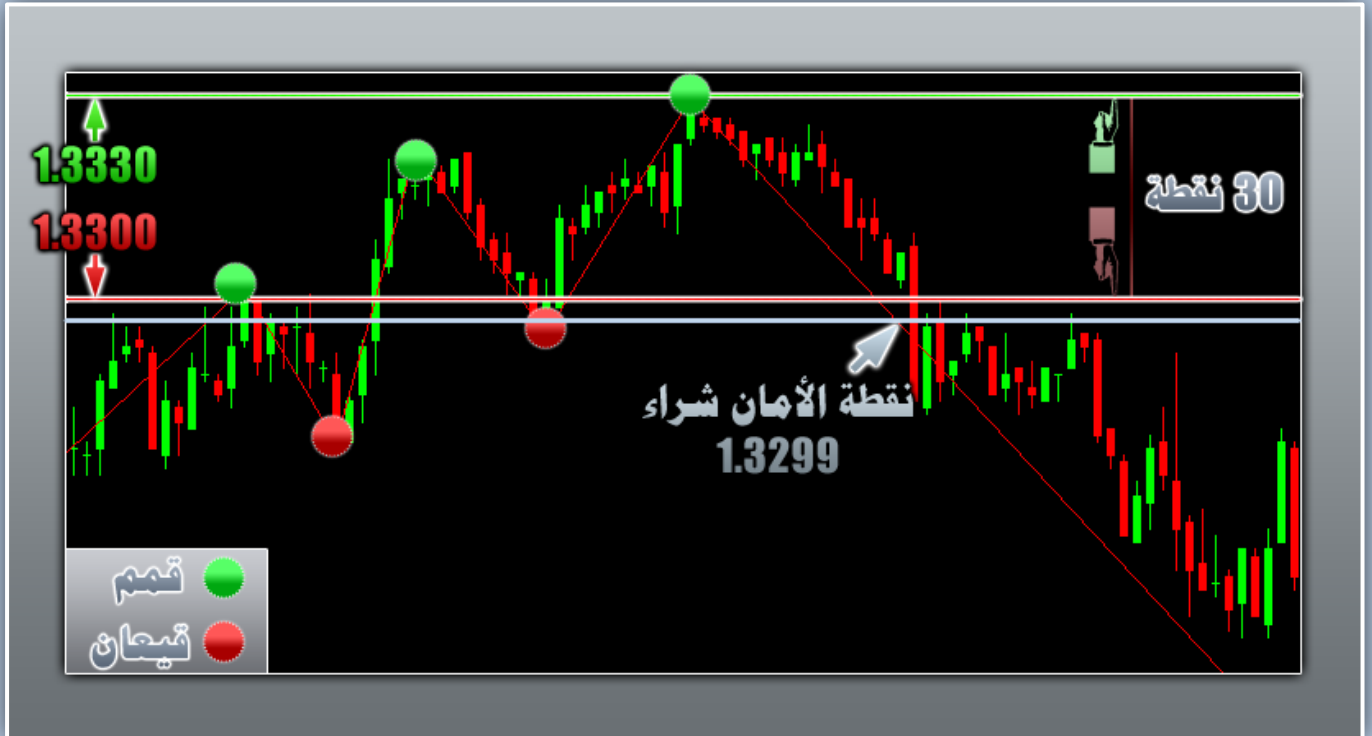 1.3330
1.3300
30 نقطة
نقطة الأمان شراء
1.3299
قمم
قيعان